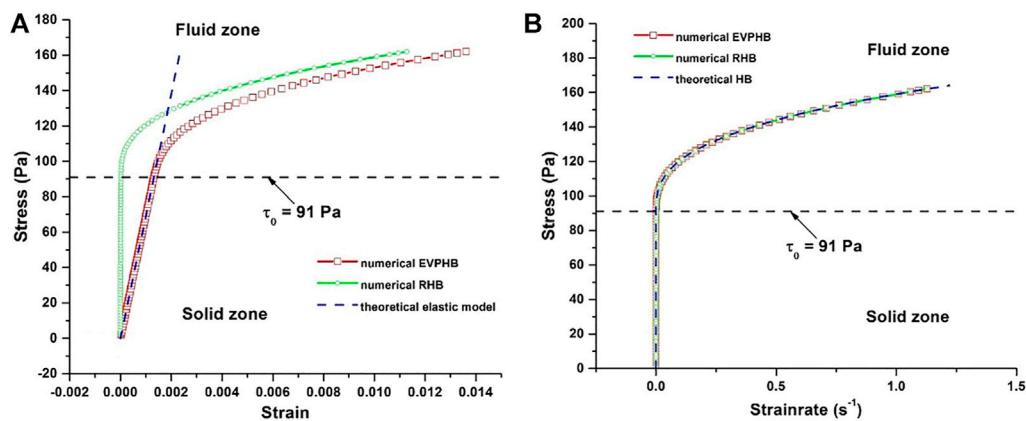 A
Fluid zone
180
160
140
120
100
80
60
40
20
0
-20
Stress (Pa)
τ0 = 91 Pa
numerical EVPHB
numerical RHB
theoretical elastic model
Solid zone
-0.002 0.000 0.002 0.004 0.006 0.008 0.010 0.012 0.014
Strain
B
200
180
160
140
120
100
80
60
40
20
0
Stress (Pa)
numerical EVPHB
numerical RHB
theoretical HB
Fluid zone
τ0 = 91 Pa
Solid zone
0.0 0.5 1.0 1.5
Strainrate (s-1)